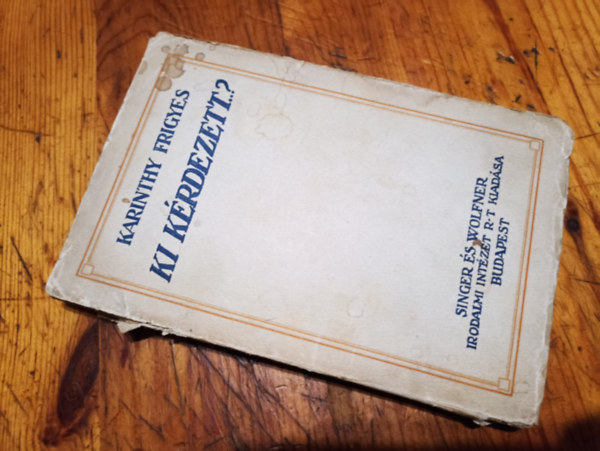 KARINTHY FRIGYES
KI KÉRDEZETT..?
SINGER ÉS WOLFNER
IRODALMI INTÉZET R·T KIADÁSA
BUDAPEST